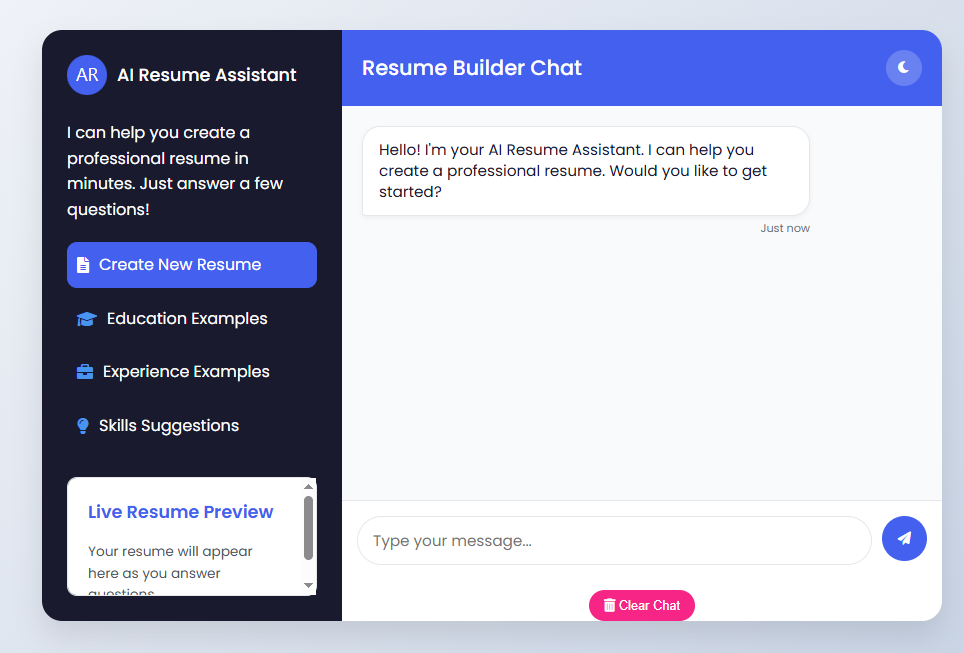 AR AI Resume Assistant
I can help you create a
professional resume in
minutes. Just answer a few
questions!
Create New Resume
Education Examples
Experience Examples
Skills Suggestions
Live Resume Preview
Your resume will appear
here as you answer
questions
Resume Builder Chat
Hello! I'm your AI Resume Assistant. I can help you
create a professional resume. Would you like to get
started?
Just now
Type your message...
Clear Chat